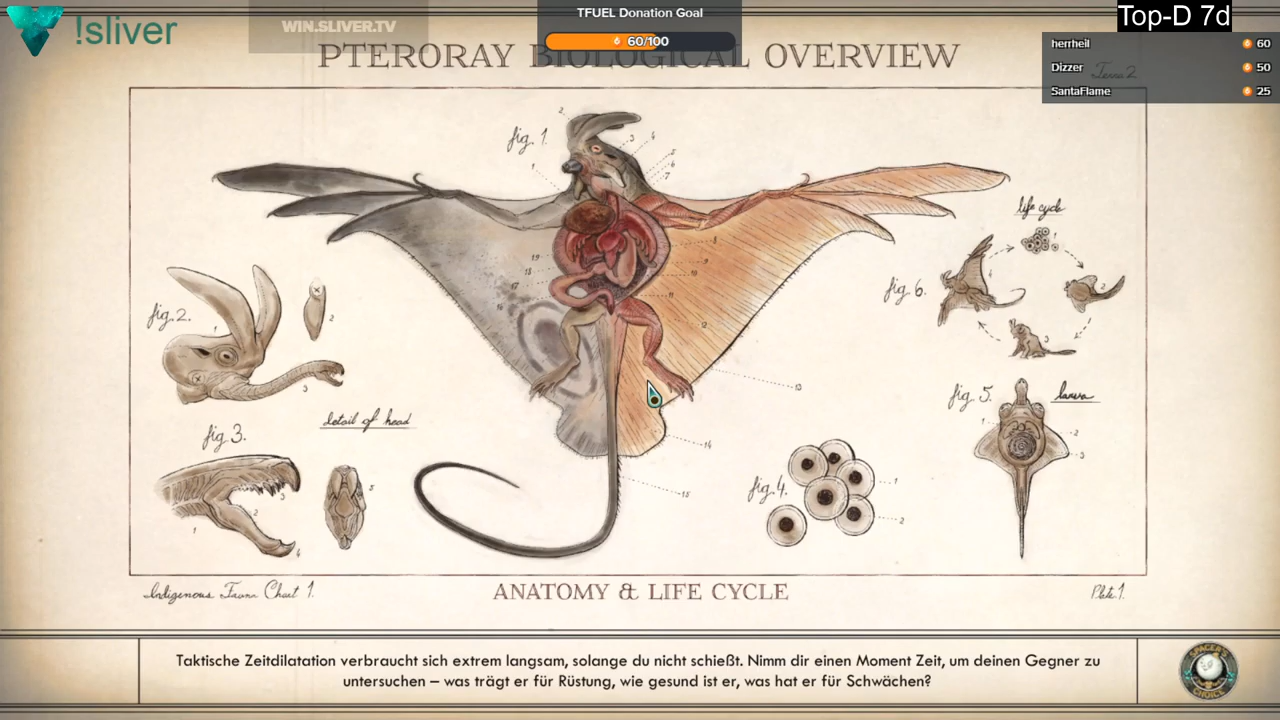 !sliver
WIN.SLIVER.TV
TFUEL Donation Goal
60/100
Top-D 7d
herrheil 60
Dizzer 50
SantaFlame 25
Terra 2
PTERORAY BIOLOGICAL OVERVIEW
fig. 1.
life cycle
fig. 2.
fig. 6.
detail of head
fig. 3.
fig. 5.
larva
fig. 4.
Indigenous Fauna Chart 1.
ANATOMY & LIFE CYCLE
Plate 1.
Taktische Zeitdilatation verbraucht sich extrem langsam, solange du nicht schießt. Nimm dir einen Moment Zeit, um deinen Gegner zu
untersuchen – was trägt er für Rüstung, wie gesund ist er, was hat er für Schwächen?
SPACER'S
CHOICE